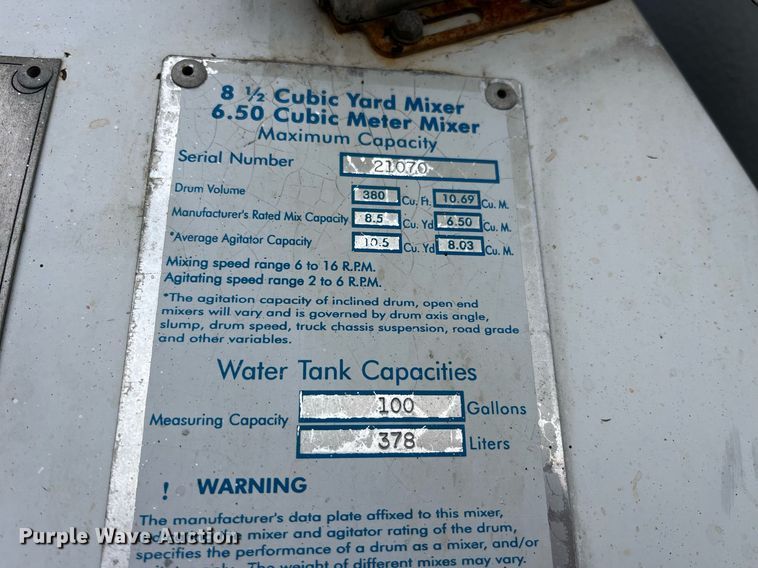 8 ½ Cubic Yard Mixer
6.50 Cubic Meter Mixer
Maximum Capacity
Serial Number 21070
Drum Volume 380 Cu. Ft. 10.69 Cu. M.
Manufacturer's Rated Mix Capacity 8.5 Cu. Yd 6.50 Cu. M.
*Average Agitator Capacity 10.5 Cu. Yd 8.03 Cu. M.
Mixing speed range 6 to 16 R.P.M.
Agitating speed range 2 to 6 R.P.M.
*The agitation capacity of inclined drum, open end
mixers will vary and is governed by drum axis angle,
slump, drum speed, truck chassis suspension, road grade
and other variables.
Water Tank Capacities
Measuring Capacity 100 Gallons
378 Liters
! WARNING
The manufacturer's data plate affixed to this mixer,
the mixer and agitator rating of the drum,
specifies the performance of a drum as a mixer, and/or
The weight of different mixes may vary.
Purple Wave Auction